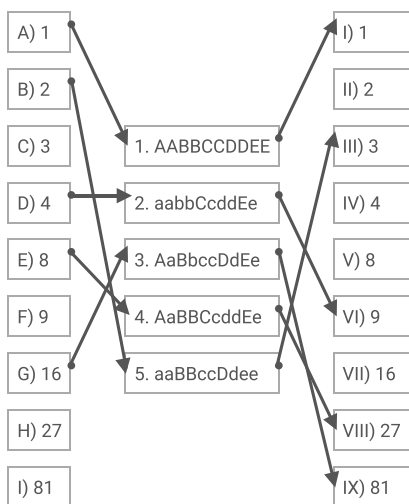 A) 1
B) 2
C) 3
D) 4
E) 8
F) 9
G) 16
H) 27
I) 81
1. AABBCCDDEE
2. aabbCcddEe
3. AaBbccDdEe
4. AaBBCcddEe
5. aaBBccDdee
I) 1
II) 2
III) 3
IV) 4
V) 8
VI) 9
VII) 16
VIII) 27
IX) 81